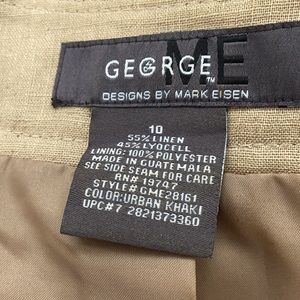 GEORGE ME
™
DESIGNS BY MARK EISEN
10
55% LINEN
45% LYOCELL
LINING: 100% POLYESTER
MADE IN GUATEMALA
SEE SIDE SEAM FOR CARE
RN# 19747
STYLE# GME28161
COLOR:URBAN KHAKI
UPC#7 2821373360